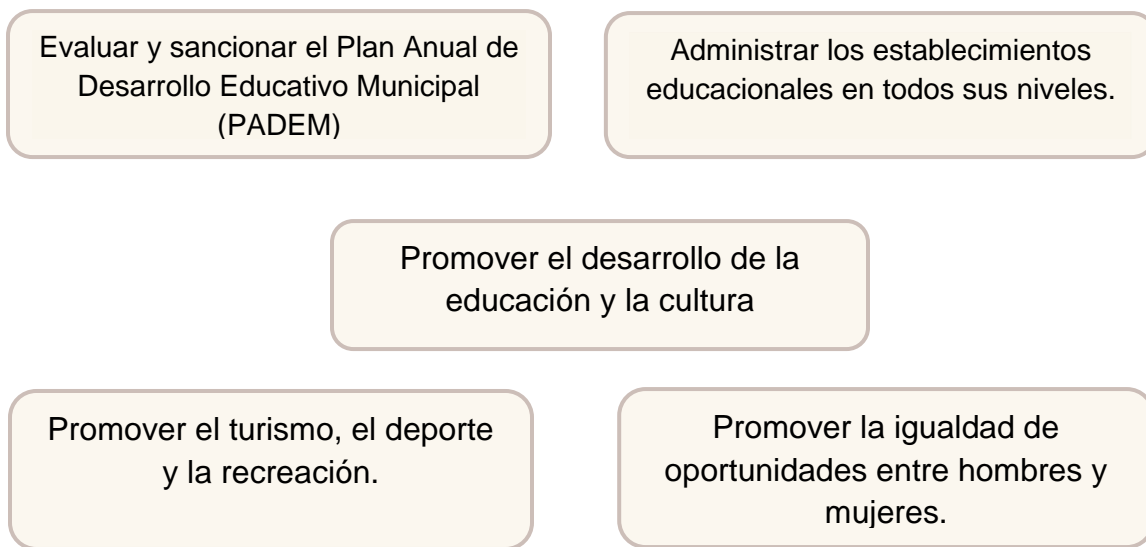 Evaluar y sancionar el Plan Anual de
Desarrollo Educativo Municipal
(PADEM)
Administrar los establecimientos
educacionales en todos sus niveles.
Promover el desarrollo de la
educación y la cultura
Promover el turismo, el deporte
y la recreación.
Promover la igualdad de
oportunidades entre hombres y
mujeres.